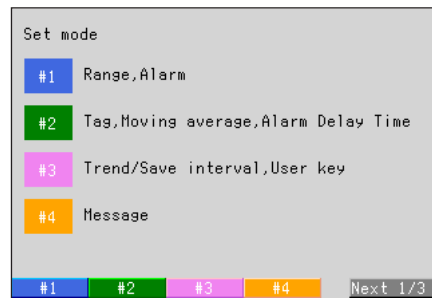 Set mode
#1 Range,Alarm
#2 Tag,Moving average,Alarm Delay Time
#3 Trend/Save interval,User key
#4 Message
#1 #2 #3 #4 Next 1/3